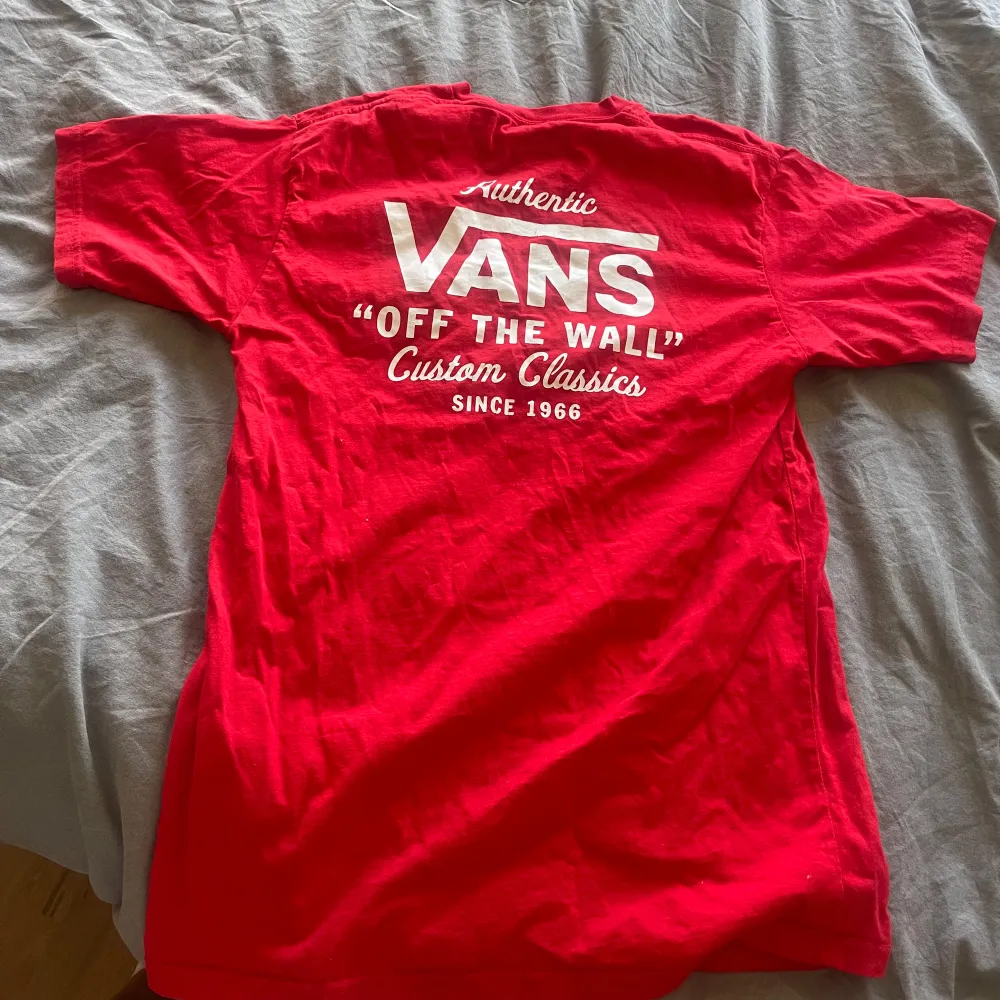 Authentic
VANS
“OFF THE WALL”
Custom Classics
SINCE 1966